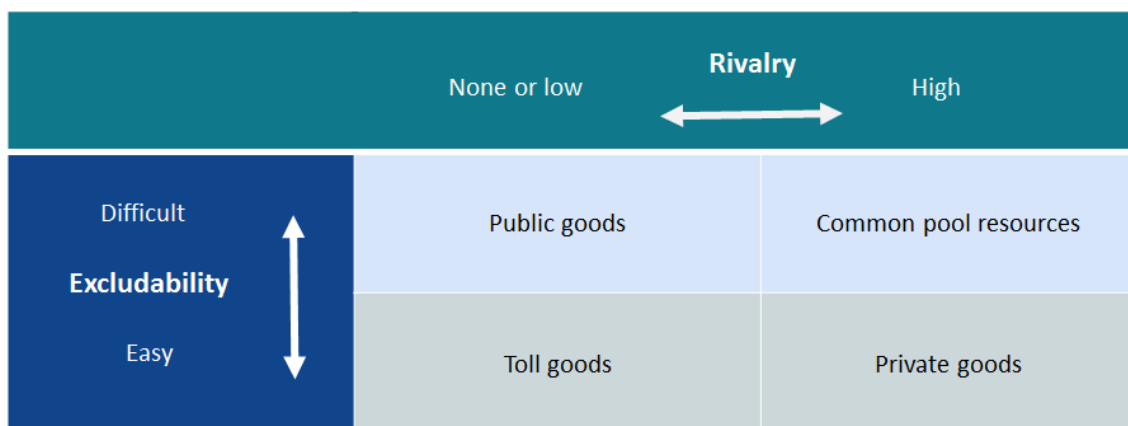 Rivalry
None or low
High
Difficult
Excludability
Easy
Public goods
Common pool resources
Toll goods
Private goods